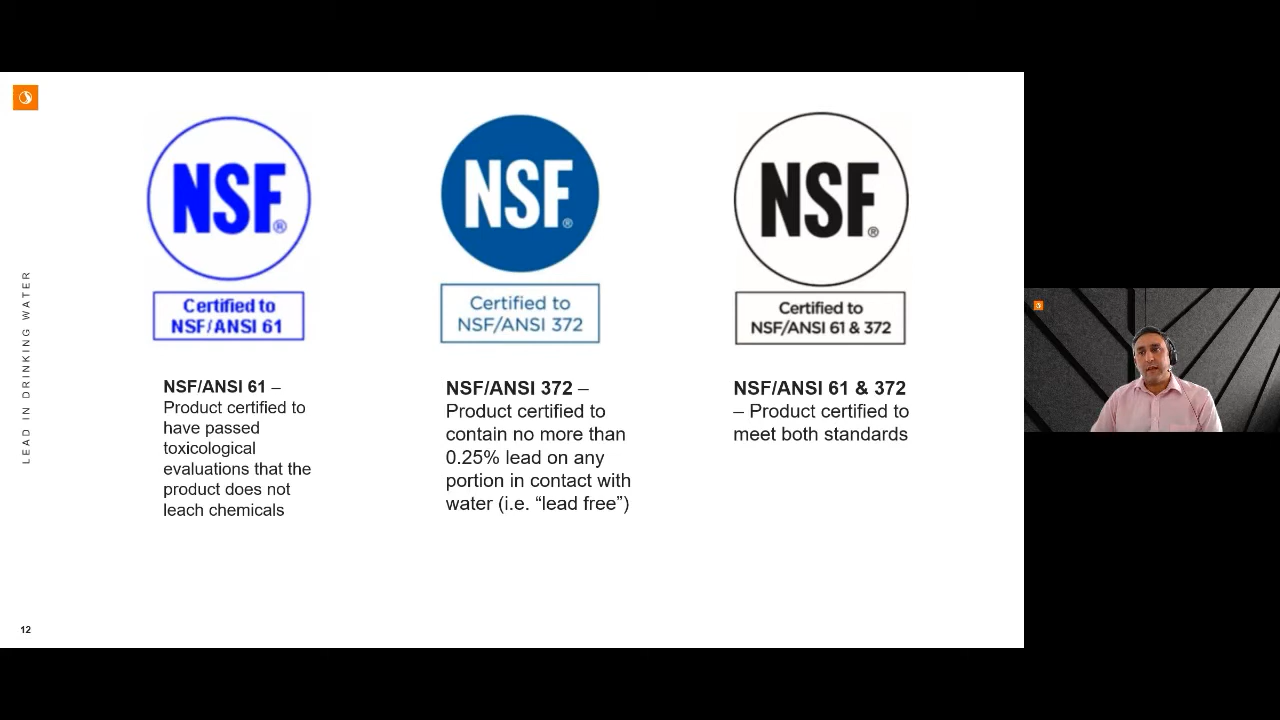 LEAD IN DRINKING WATER
NSF®
Certified to
NSF/ANSI 61
NSF/ANSI 61 –
Product certified to
have passed
toxicological
evaluations that the
product does not
leach chemicals
NSF®
Certified to
NSF/ANSI 372
NSF/ANSI 372 –
Product certified to
contain no more than
0.25% lead on any
portion in contact with
water (i.e. “lead free”)
NSF®
Certified to
NSF/ANSI 61 & 372
NSF/ANSI 61 & 372
– Product certified to
meet both standards
12